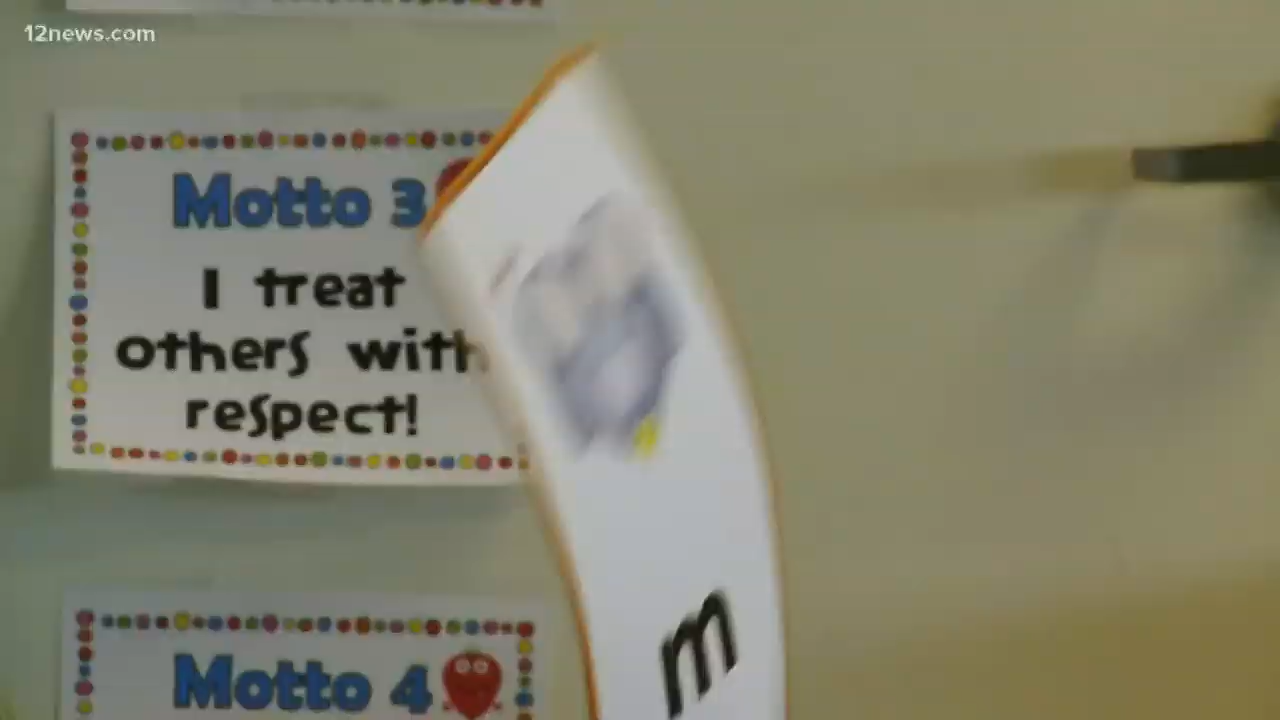 12news.com
Motto 3
I treat
others with
respect!
Motto 4
m